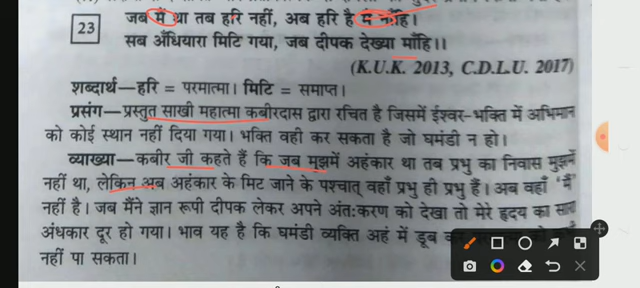 23
जब मैं था तब हरि नहीं, अब हरि है मैं नाँहि।
सब अँधियारा मिटि गया, जब दीपक देख्या माँहि।।
(K.U.K. 2013, C.D.L.U. 2017)
शब्दार्थ—हरि = परमात्मा। मिटि = समाप्त।
प्रसंग—प्रस्तुत साखी महात्मा कबीरदास द्वारा रचित है जिसमें ईश्वर-भक्ति में अभिमान
को कोई स्थान नहीं दिया गया। भक्ति वही कर सकता है जो घमंडी न हो।
व्याख्या—कबीर जी कहते हैं कि जब मुझमें अहंकार था तब प्रभु का निवास मुझमें
नहीं था, लेकिन अब अहंकार के मिट जाने के पश्चात् वहाँ प्रभु ही प्रभु हैं। अब वहाँ 'मैं'
नहीं है। जब मैंने ज्ञान रूपी दीपक लेकर अपने अंतःकरण को देखा तो मेरे हृदय का सारा
अंधकार दूर हो गया। भाव यह है कि घमंडी व्यक्ति अहं में डूब
नहीं पा सकता।